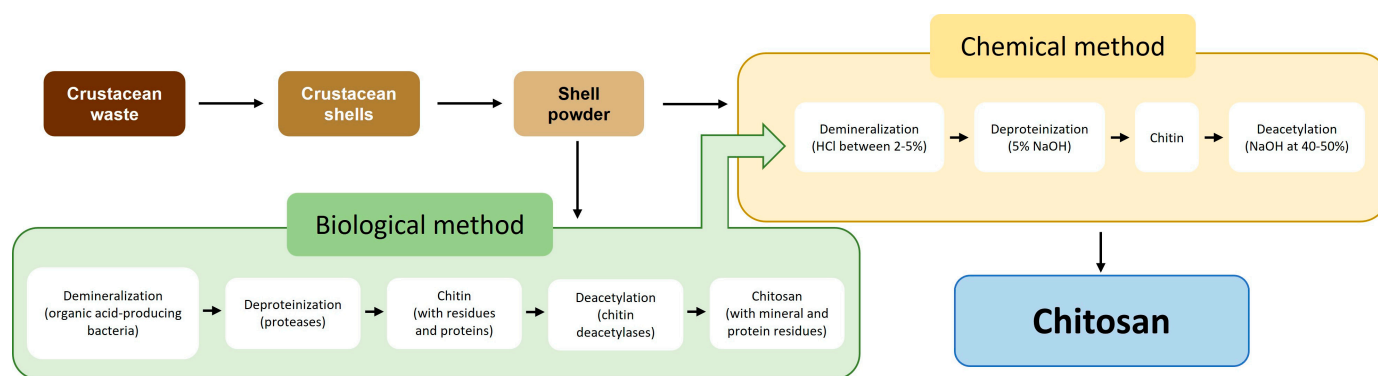 Chemical method
Crustacean
waste
Crustacean
shells
Shell
powder
Demineralization
(HCl between 2-5%)
Deproteinization
(5% NaOH)
Chitin
Deacetylation
(NaOH at 40-50%)
Biological method
Demineralization
(organic acid-producing
bacteria)
Deproteinization
(proteases)
Chitin
(with residues
and proteins)
Deacetylation
(chitin
deacetylases)
Chitosan
(with mineral and
protein residues)
Chitosan